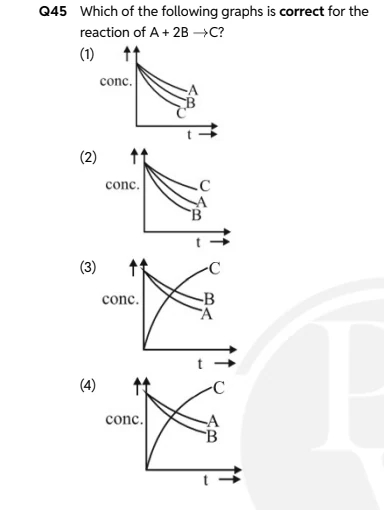 Q45 Which of the following graphs is correct for the
reaction of A + 2B →C?
(1)
conc.
A
B
C
t →
(2)
conc.
C
A
B
t →
(3)
conc.
C
B
A
t →
(4)
conc.
C
A
B
t →